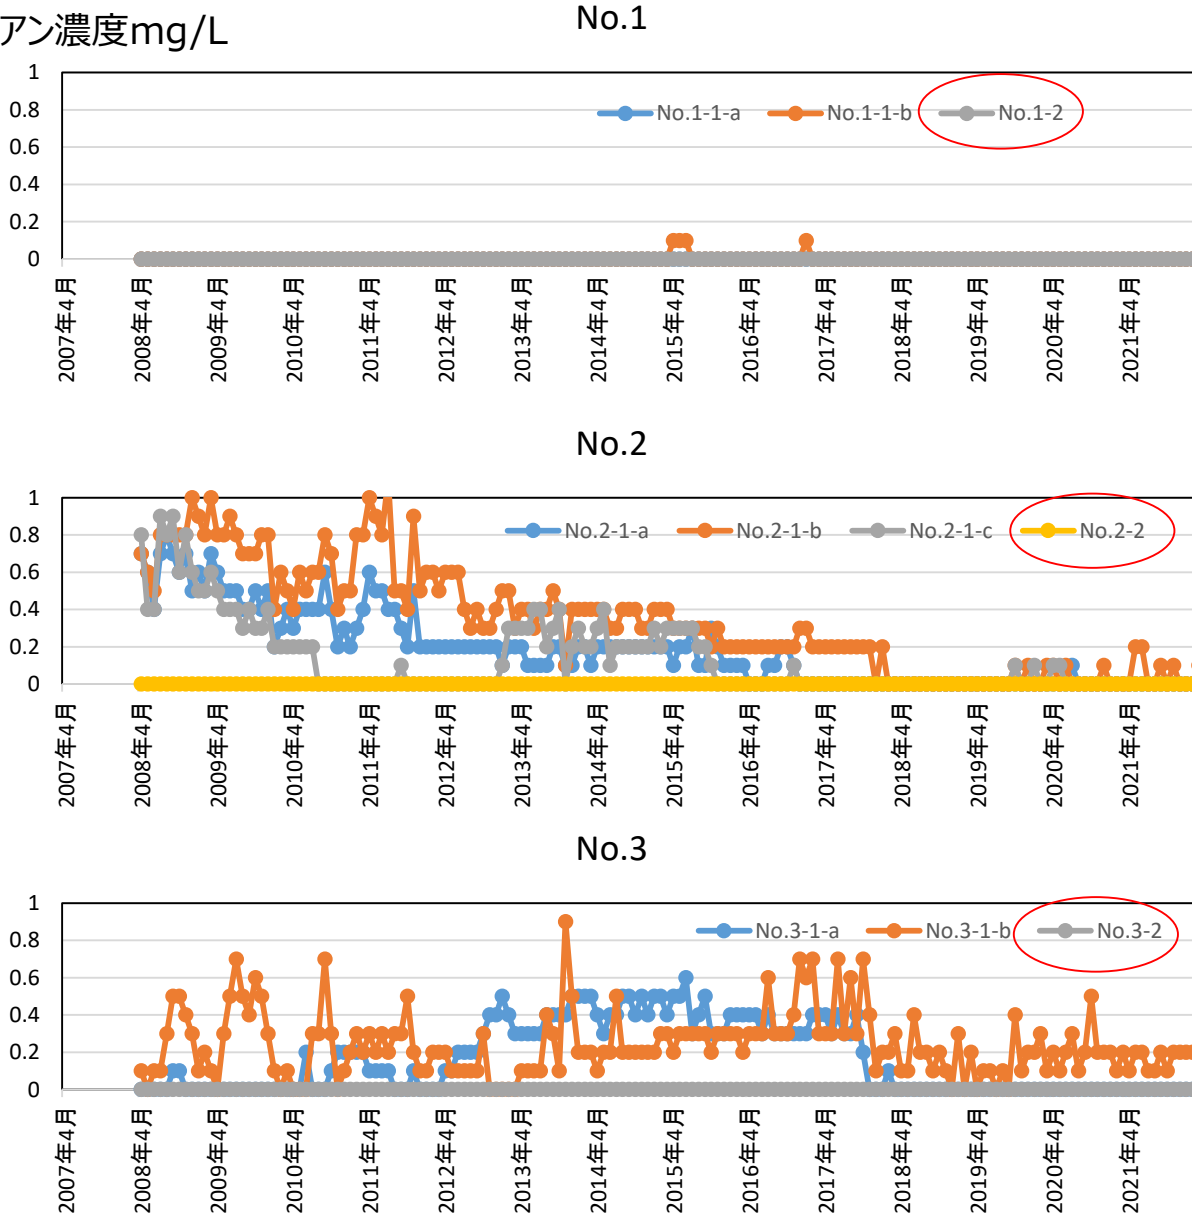 アン濃度mg/L
No.1
1
0.8
0.6
0.4
0.2
0
No.1-1-a
No.1-1-b
No.1-2
2007年4月
2008年4月
2009年4月
2010年4月
2011年4月
2012年4月
2013年4月
2014年4月
2015年4月
2016年4月
2017年4月
2018年4月
2019年4月
2020年4月
2021年4月
No.2
1
0.8
0.6
0.4
0.2
0
No.2-1-a
No.2-1-b
No.2-1-c
No.2-2
2007年4月
2008年4月
2009年4月
2010年4月
2011年4月
2012年4月
2013年4月
2014年4月
2015年4月
2016年4月
2017年4月
2018年4月
2019年4月
2020年4月
2021年4月
No.3
1
0.8
0.6
0.4
0.2
0
No.3-1-a
No.3-1-b
No.3-2
2007年4月
2008年4月
2009年4月
2010年4月
2011年4月
2012年4月
2013年4月
2014年4月
2015年4月
2016年4月
2017年4月
2018年4月
2019年4月
2020年4月
2021年4月